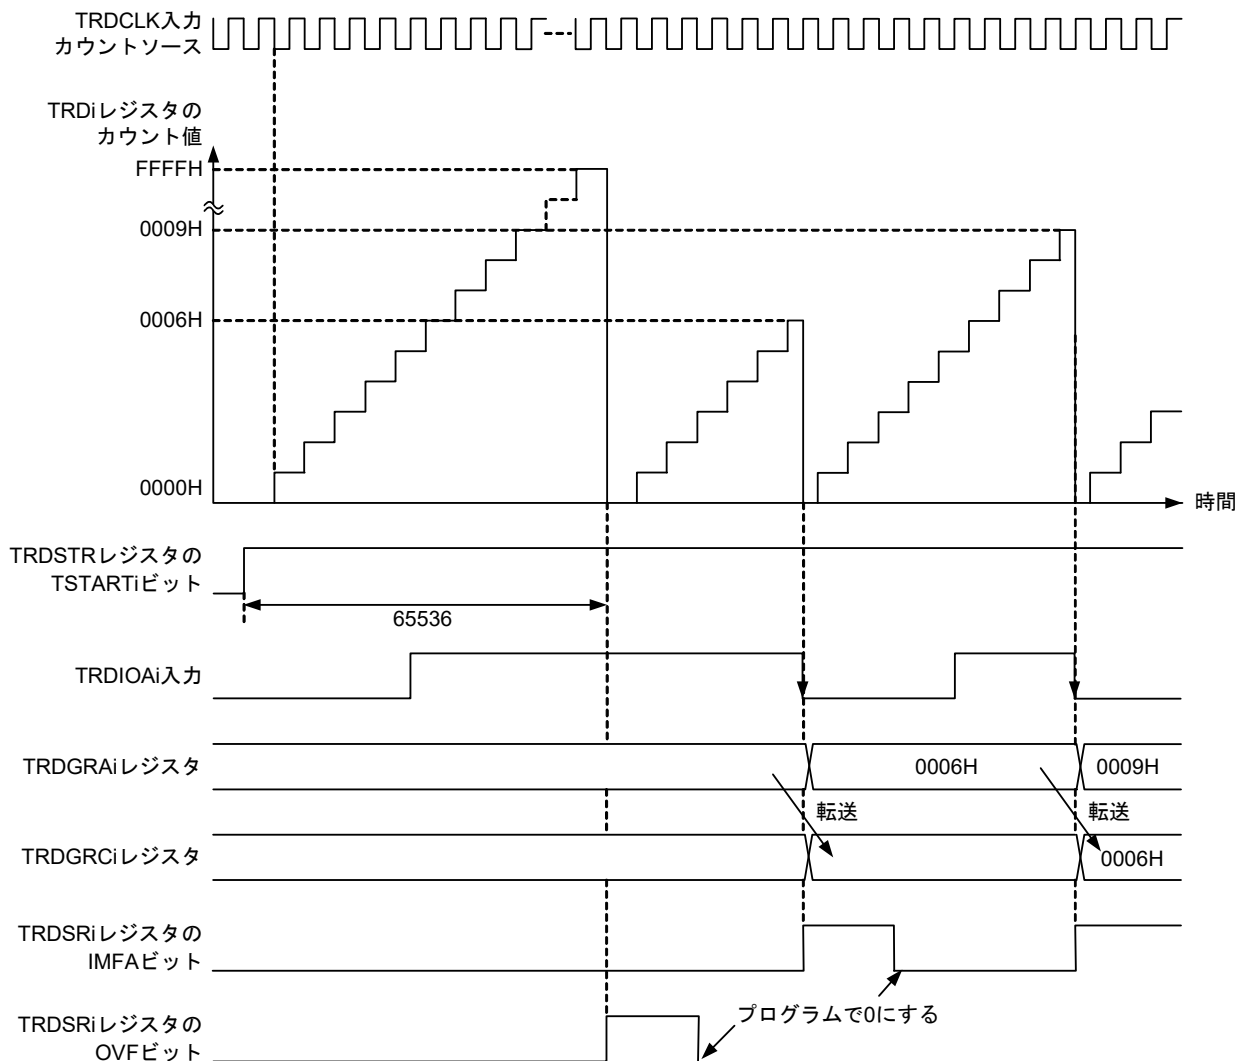 TRDCLK入力
カウントソース
TRDiレジスタの
カウント値
FFFFH
0009H
0006H
0000H
時間
TRDSTRレジスタの
TSTARTiビット
65536
TRDIOAi入力
TRDGRAiレジスタ
0006H
0009H
転送
転送
TRDGRCiレジスタ
0006H
TRDSRiレジスタの
IMFAビット
プログラムで0にする
TRDSRiレジスタの
OVFビット